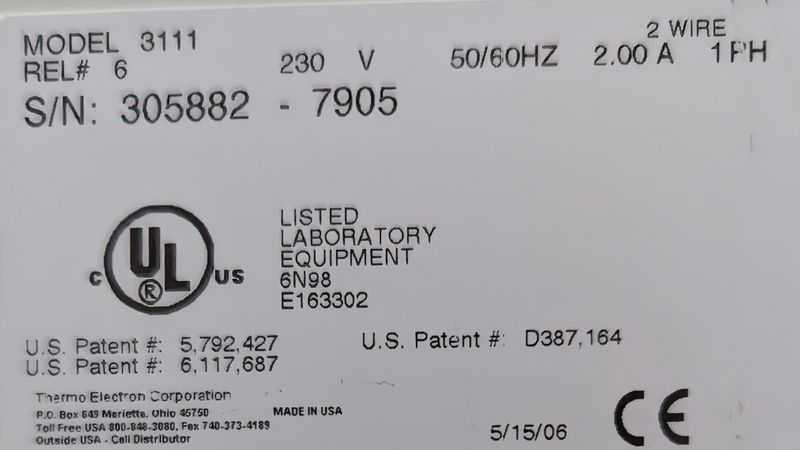 2 WIRE
MODEL 3111
REL# 6 230 V 50/60HZ 2.00 A 1PH
S/N: 305882 - 7905
C UL US
®
LISTED
LABORATORY
EQUIPMENT
6N98
E163302
U.S. Patent #: 5,792,427 U.S. Patent #: D387,164
U.S. Patent #: 6,117,687
Thermo Electron Corporation
P.O. Box 649 Marietta, Ohio 45750 MADE IN USA
Toll Free USA 800-848-3080, Fax 740-373-4189
Outside USA - Call Distributor
5/15/06 CE